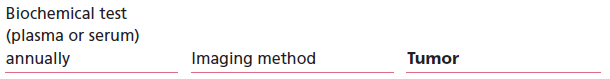 Biochemical test
(plasma or serum)
annually Imaging method Tumor